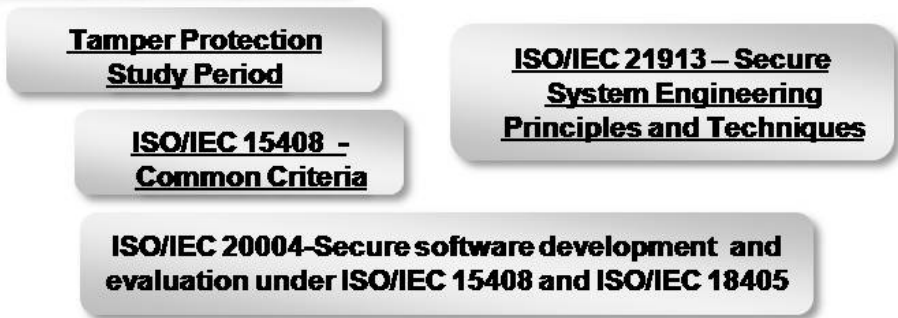 Tamper Protection
Study Period
ISO/IEC 21913 – Secure
System Engineering
Principles and Techniques
ISO/IEC 15408 -
Common Criteria
ISO/IEC 20004-Secure software development and
evaluation under ISO/IEC 15408 and ISO/IEC 18405